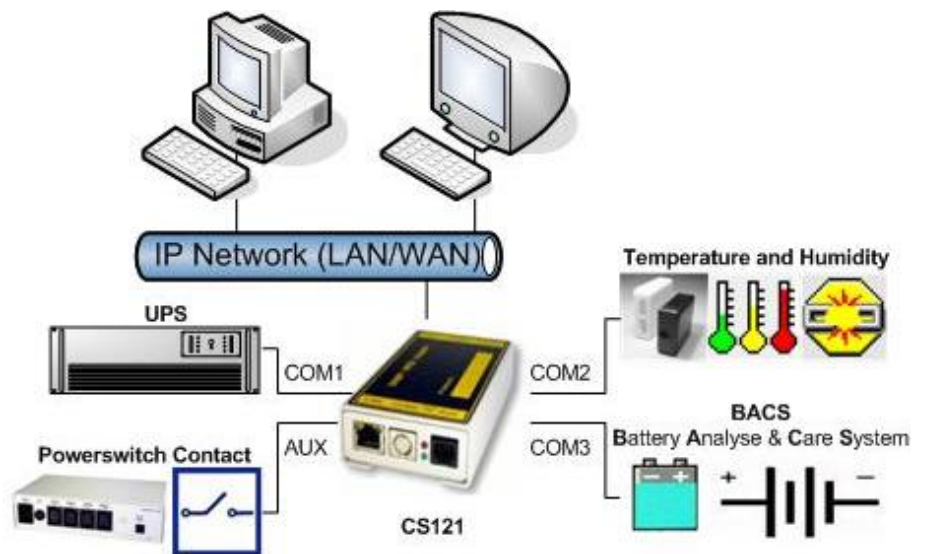 IP Network (LAN/WAN)
Temperature and Humidity
UPS
COM1
COM2
BACS
Battery Analyse & Care System
AUX
COM3
Powerswitch Contact
CS121